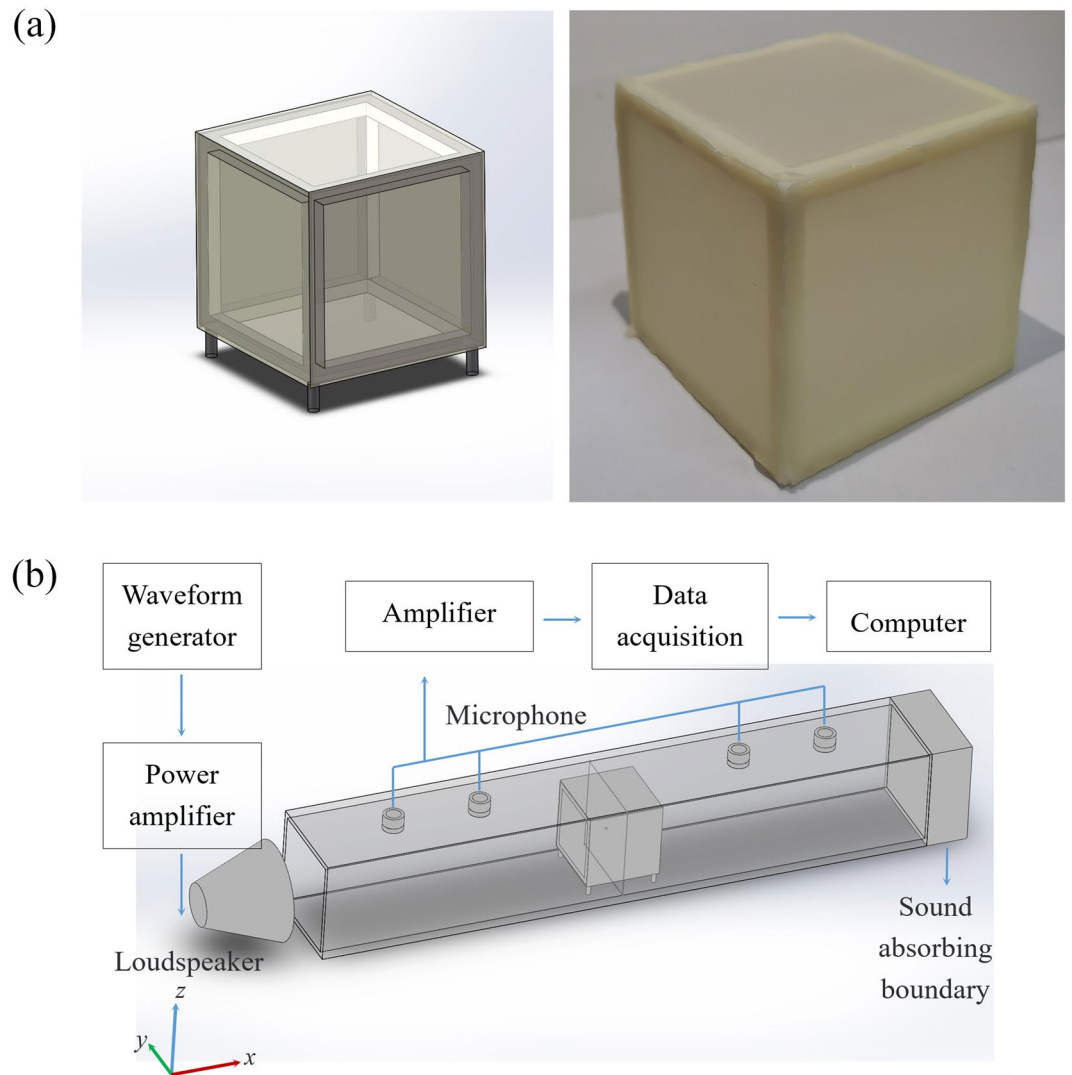 (a)
(b)
Waveform
generator
Amplifier
Data
acquisition
Computer
Microphone
Power
amplifier
Loudspeaker
Sound
absorbing
boundary
z
y
x